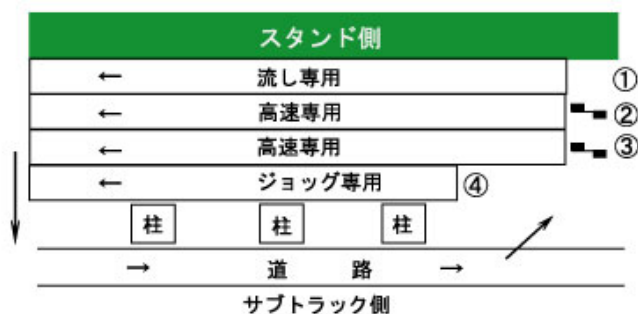 スタンド側
← 流し専用 ①
← 高速専用 ②
← 高速専用 ③
← ジョッグ専用 ④
柱 柱 柱
→ 道 路 →
サブトラック側